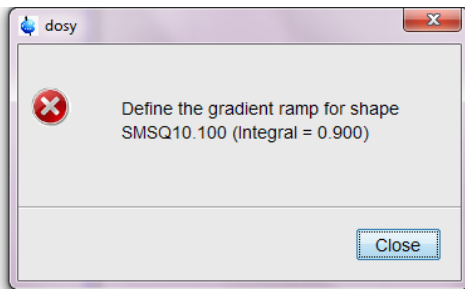 dosy
Define the gradient ramp for shape
SMSQ10.100 (Integral = 0.900)
Close